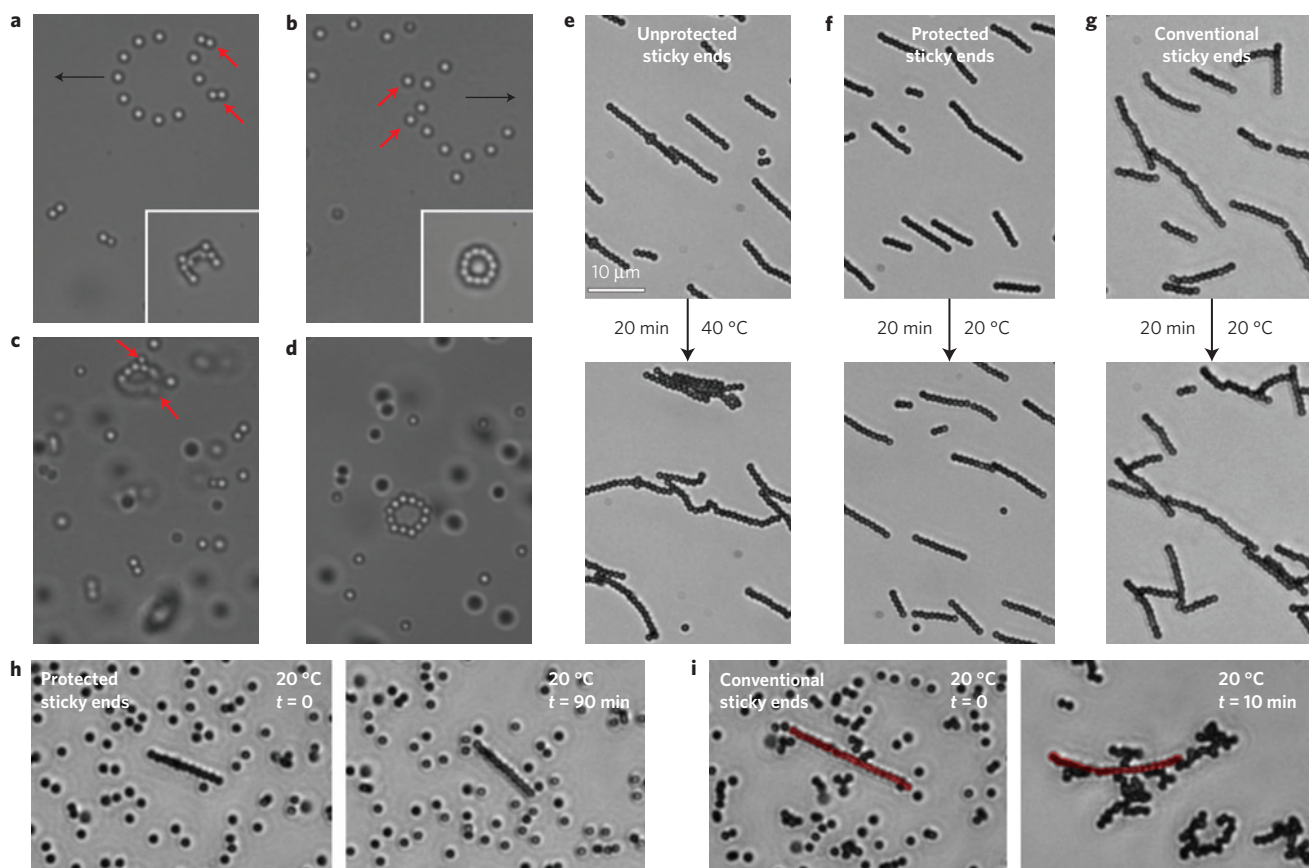 a
b
c
d
e
Unprotected
sticky ends
10 μm
20 min
40 °C
f
Protected
sticky ends
20 min
20 °C
g
Conventional
sticky ends
20 min
20 °C
h
Protected
sticky ends
20 °C
t = 0
20 °C
t = 90 min
i
Conventional
sticky ends
20 °C
t = 0
20 °C
t = 10 min